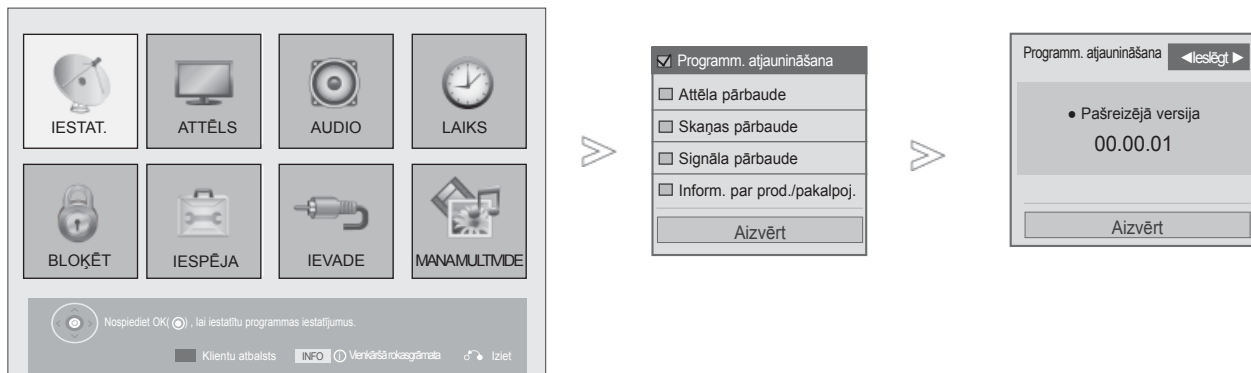 IESTAT.
ATTĒLS
AUDIO
LAIKS
BLOĶĒT
IESPĒJA
IEVADE
MANA MULTIVIDE
Nospiediet OK( ) , lai iestatītu programmas iestatījumus.
Klientu atbalsts INFO i Vienkāršā rokasgrāmata Iziet
Programm. atjaunināšana
Attēla pārbaude
Skaņas pārbaude
Signāla pārbaude
Inform. par prod./pakalpoj.
Aizvērt
Programm. atjaunināšana ◀Ieslēgt ▶
● Pašreizējā versija
00.00.01
Aizvērt